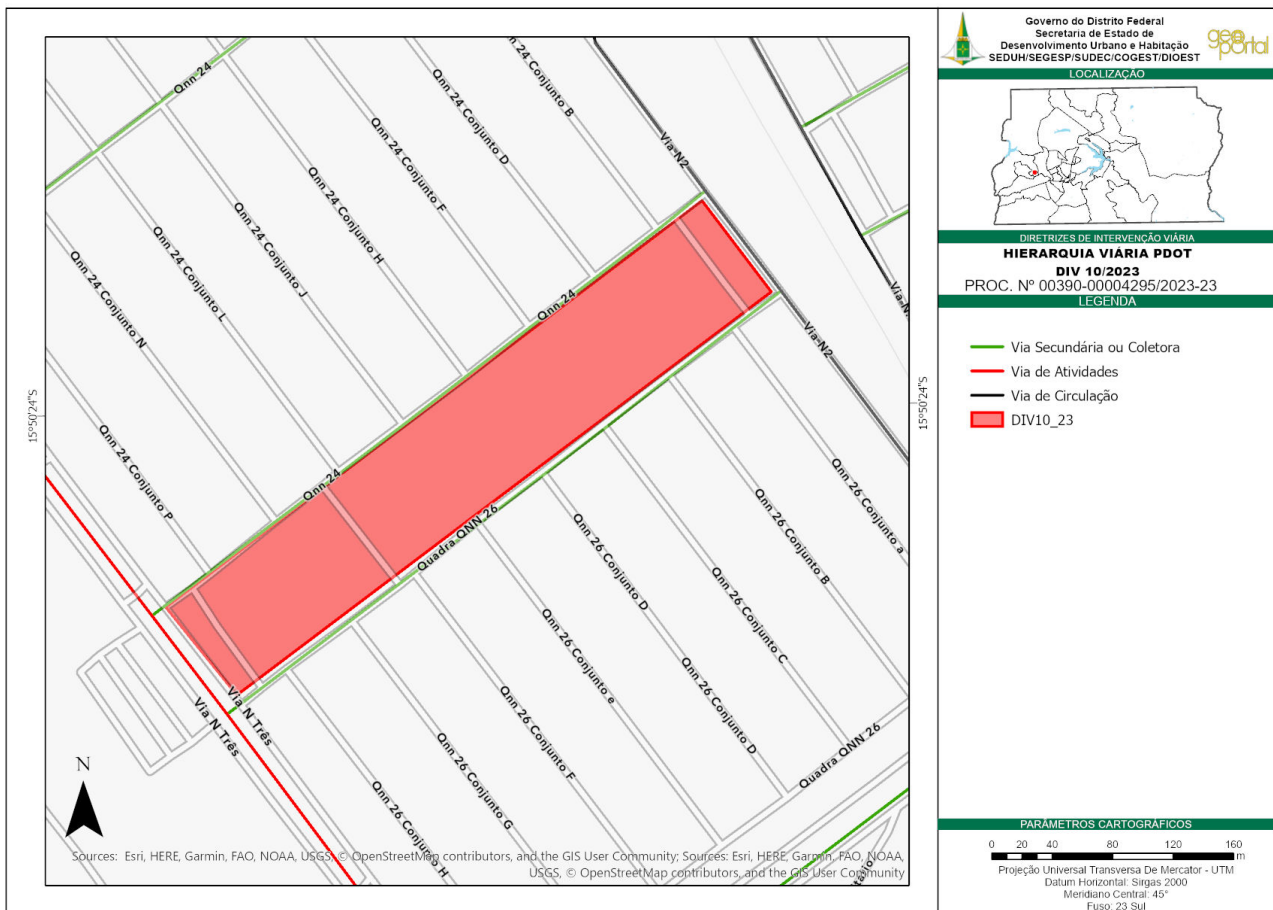 Qnn 24
Qnn 24 Conjunto B
Qnn 24 Conjunto D
Qnn 24 Conjunto F
Qnn 24 Conjunto H
Qnn 24 Conjunto J
Qnn 24 Conjunto L
Qnn 24 Conjunto N
Qnn 24 Conjunto P
Via N2
Qnn 24
Via N2
Qnn 24
Quadra QNN 26
Qnn 26 Conjunto a
Qnn 26 Conjunto B
Qnn 26 Conjunto C
Qnn 26 Conjunto D
Qnn 26 Conjunto D
Qnn 26 Conjunto e
Qnn 26 Conjunto F
Qnn 26 Conjunto G
Qnn 26 Conjunto H
Quadra QNN 26
Via N Três
Via N Três
N
15°50'24"S
15°50'24"S
Sources: Esri, HERE, Garmin, FAO, NOAA, USGS, © OpenStreetMap contributors, and the GIS User Community; Sources: Esri, HERE, Garmin, FAO, NOAA,
USGS, © OpenStreetMap contributors, and the GIS User Community
Governo do Distrito Federal
Secretaria de Estado de
Desenvolvimento Urbano e Habitação
SEDUH/SEGESP/SUDEC/COGEST/DIOEST
geo
portal
LOCALIZAÇÃO
DIRETRIZES DE INTERVENÇÃO VIÁRIA
HIERARQUIA VIÁRIA PDOT
DIV 10/2023
PROC. Nº 00390-00004295/2023-23
LEGENDA
Via Secundária ou Coletora
Via de Atividades
Via de Circulação
DIV10_23
PARÂMETROS CARTOGRÁFICOS
0 20 40 80 120 160
m
Projeção Universal Transversa De Mercator - UTM
Datum Horizontal: Sirgas 2000
Meridiano Central: 45°
Fuso: 23 Sul